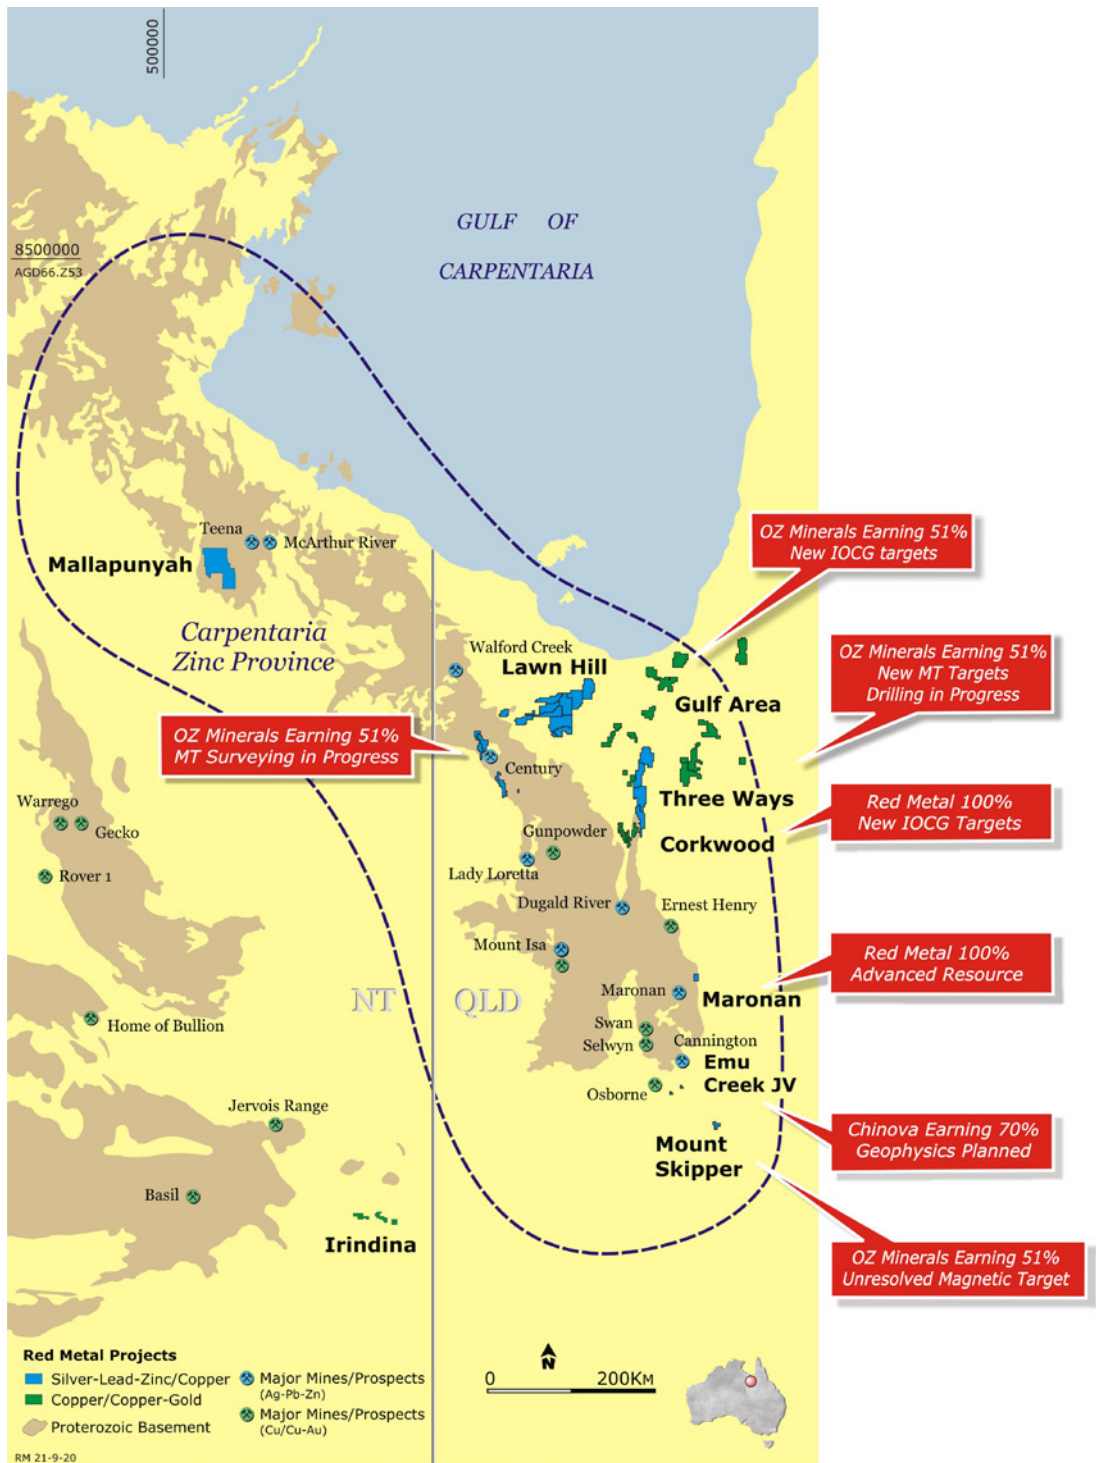 500000
GULF OF
CARPENTARIA
8500000
AGD66.Z53
OZ Minerals Earning 51%
New IOCG targets
Teena
McArthur River
Mallapunyah
Carpentaria
Zinc Province
Walford Creek
Lawn Hill
OZ Minerals Earning 51%
New MT Targets
Drilling in Progress
Gulf Area
OZ Minerals Earning 51%
MT Surveying in Progress
Century
Three Ways
Red Metal 100%
New IOCG Targets
Warrego
Gecko
Gunpowder
Corkwood
Rover 1
Lady Loretta
Dugald River
Ernest Henry
Mount Isa
Red Metal 100%
Advanced Resource
Maronan
Maronan
NT
QLD
Home of Bullion
Swan
Selwyn
Cannington
Emu
Creek JV
Osborne
Jervois Range
Chinova Earning 70%
Geophysics Planned
Mount
Skipper
Basil
Irindina
OZ Minerals Earning 51%
Unresolved Magnetic Target
Red Metal Projects
Silver-Lead-Zinc/Copper
Copper/Copper-Gold
Proterozoic Basement
Major Mines/Prospects
(Ag-Pb-Zn)
Major Mines/Prospects
(Cu/Cu-Au)
N
0 200KM
RM 21-9-20